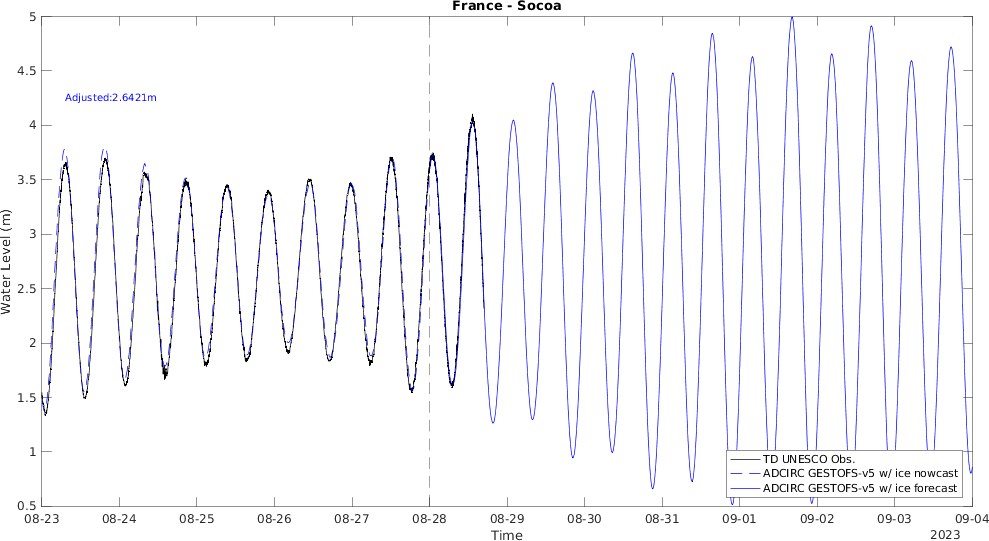 France - Socoa
5
4.5
4
3.5
3
2.5
2
1.5
1
0.5
Water Level (m)
Adjusted:2.6421m
TD UNESCO Obs.
ADCIRC GESTOFS-v5 w/ ice nowcast
ADCIRC GESTOFS-v5 w/ ice forecast
08-23 08-24 08-25 08-26 08-27 08-28 08-29 08-30 08-31 09-01 09-02 09-03 09-04
Time
2023